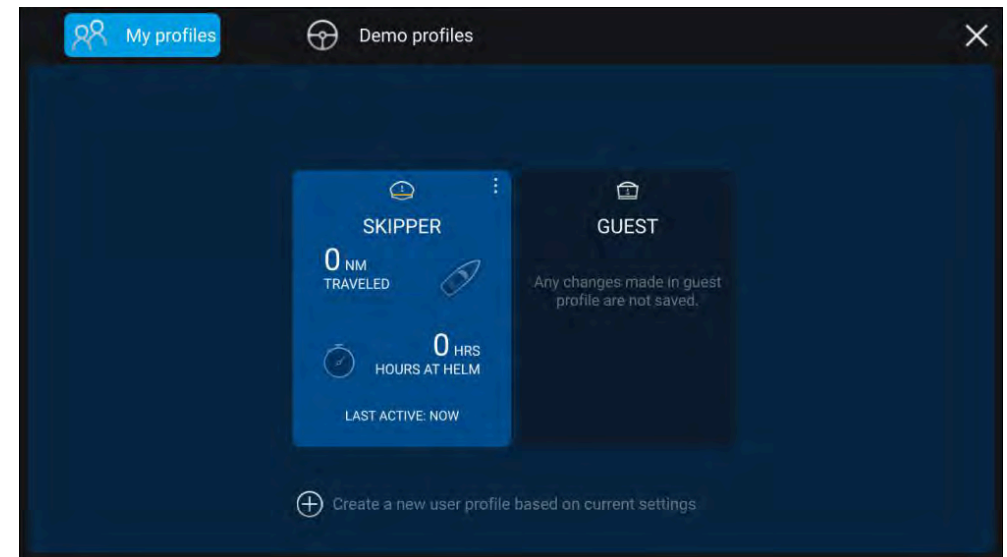 My profiles
Demo profiles
SKIPPER
0 NM
TRAVELED
0 HRS
HOURS AT HELM
LAST ACTIVE: NOW
GUEST
Any changes made in guest
profile are not saved.
Create a new user profile based on current settings